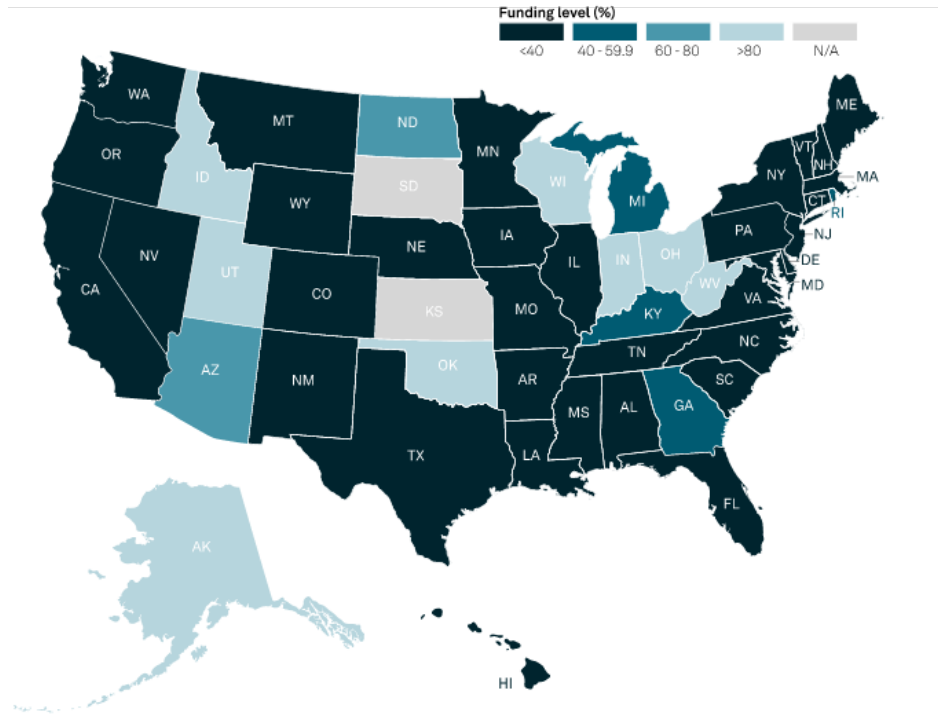 Funding level (%)
<40 40 - 59.9 60 - 80 >80 N/A
WA
MT
ND
MN
ME
OR
ID
SD
WI
MI
VT
NH
NY
MA
WY
CT
RI
NV
UT
NE
IA
PA
NJ
CA
CO
KS
IL
IN
OH
WV
DE
MD
VA
MO
KY
AZ
NM
OK
AR
TN
NC
SC
TX
LA
MS
AL
GA
FL
AK
HI